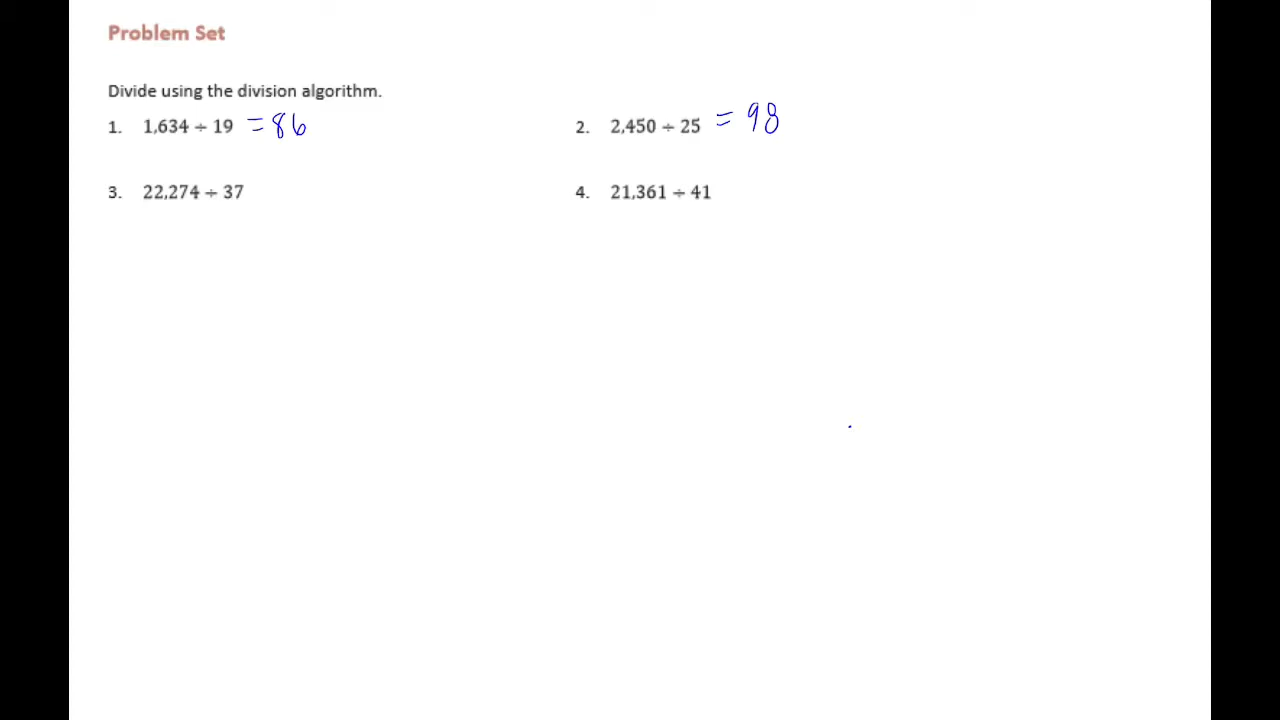 Problem Set
Divide using the division algorithm.
1. 1,634 ÷ 19 = 86
2. 2,450 ÷ 25 = 98
3. 22,274 ÷ 37
4. 21,361 ÷ 41